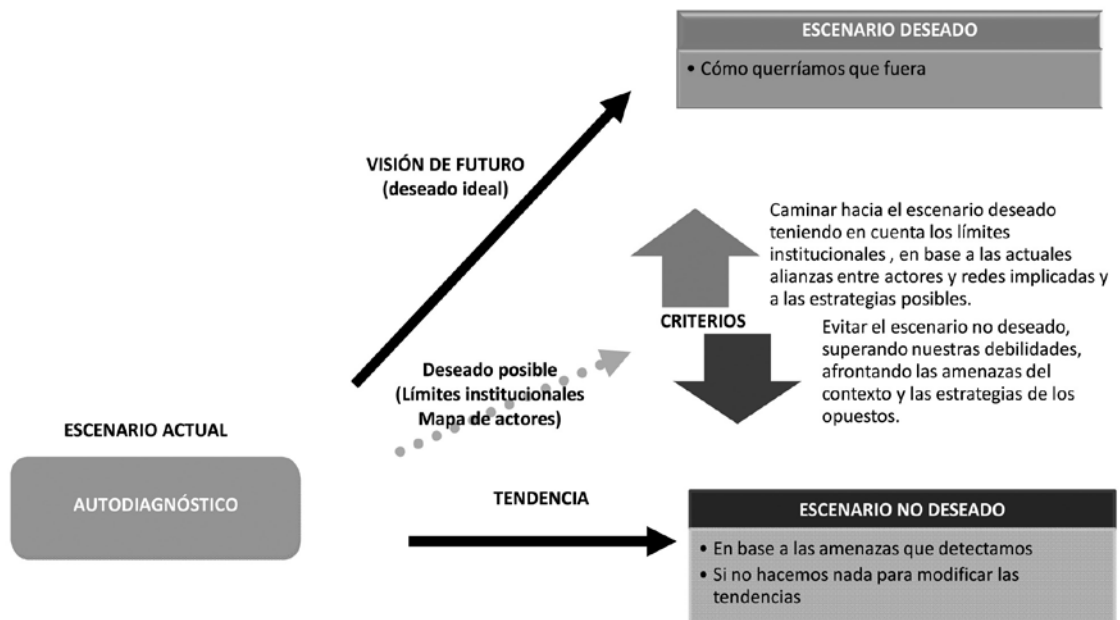 ESCENARIO DESEADO
• Cómo querríamos que fuera
VISIÓN DE FUTURO
(deseado ideal)
Caminar hacia el escenario deseado
teniendo en cuenta los límites
institucionales , en base a las actuales
alianzas entre actores y redes implicadas y
a las estrategias posibles.
CRITERIOS
Evitar el escenario no deseado,
superando nuestras debilidades,
afrontando las amenazas del
contexto y las estrategias de los
opuestos.
Deseado posible
(Límites institucionales
Mapa de actores)
ESCENARIO ACTUAL
AUTODIAGNÓSTICO
TENDENCIA
ESCENARIO NO DESEADO
• En base a las amenazas que detectamos
• Si no hacemos nada para modificar las
tendencias